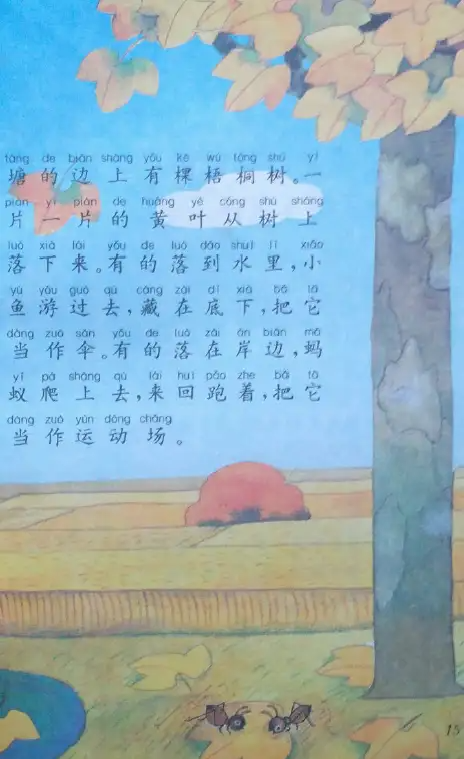 táng de biān shàng yǒu kē wú tóng shù yí
塘的边上有棵梧桐树。一
piàn yí piàn de huáng yè cóng shù shàng
片一片的黄叶从树上
luò xià lái yǒu de luò dào shuǐ lǐ xiǎo
落下来。有的落到水里,小
yú yóu guò qù cáng zài dǐ xià bǎ tā
鱼游过去,藏在底下,把它
dàng zuò sǎn yǒu de luò zài àn biān mǎ
当作伞。有的落在岸边,蚂
yǐ pá shàng qù lái huí pǎo zhe bǎ tā
蚁爬上去,来回跑着,把它
dàng zuò yùn dòng chǎng
当作运动场。
15